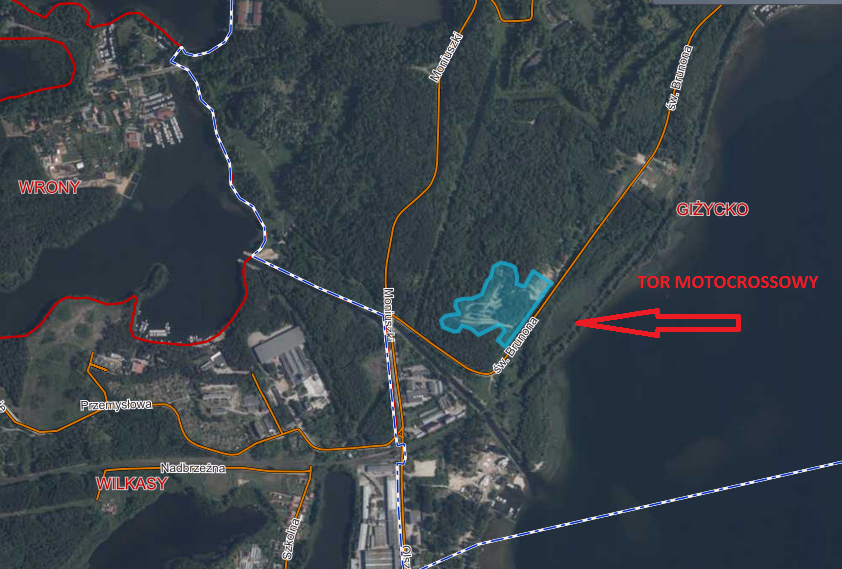 Moniuszki
św. Brunona
WRONY
GIŻYCKO
TOR MOTOCROSSOWY
Moniuszki
św. Brunona
Przemysłowa
Nadbrzeżna
WILKASY
Szkolna